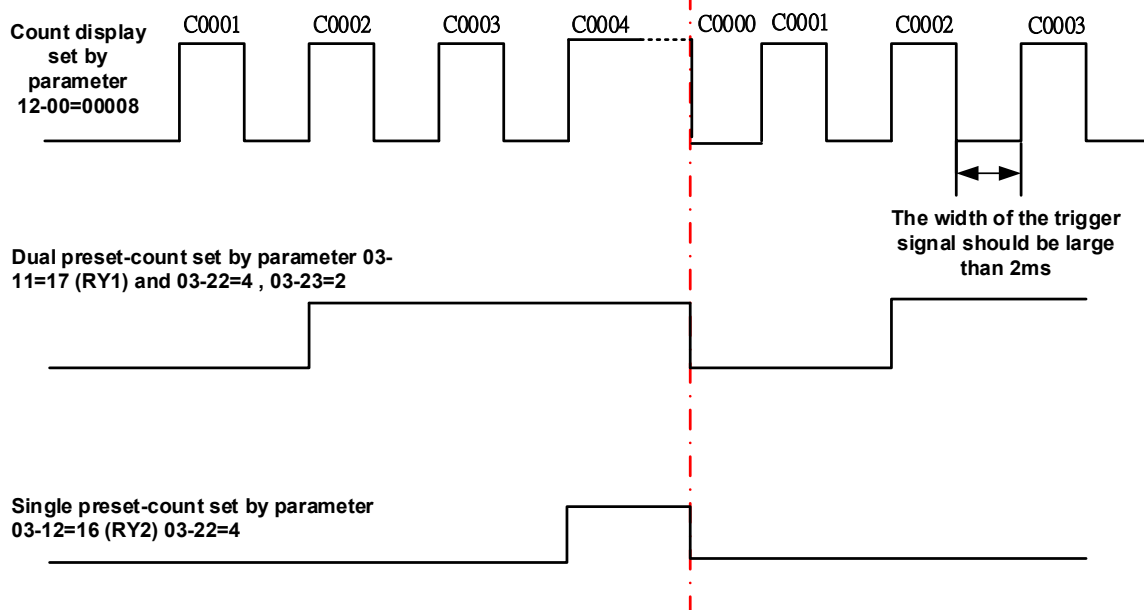 Count display
set by
parameter
12-00=00008
C0001 C0002 C0003 C0004 C0000 C0001 C0002 C0003
The width of the trigger
signal should be large
than 2ms
Dual preset-count set by parameter 03-
11=17 (RY1) and 03-22=4 , 03-23=2
Single preset-count set by parameter
03-12=16 (RY2) 03-22=4